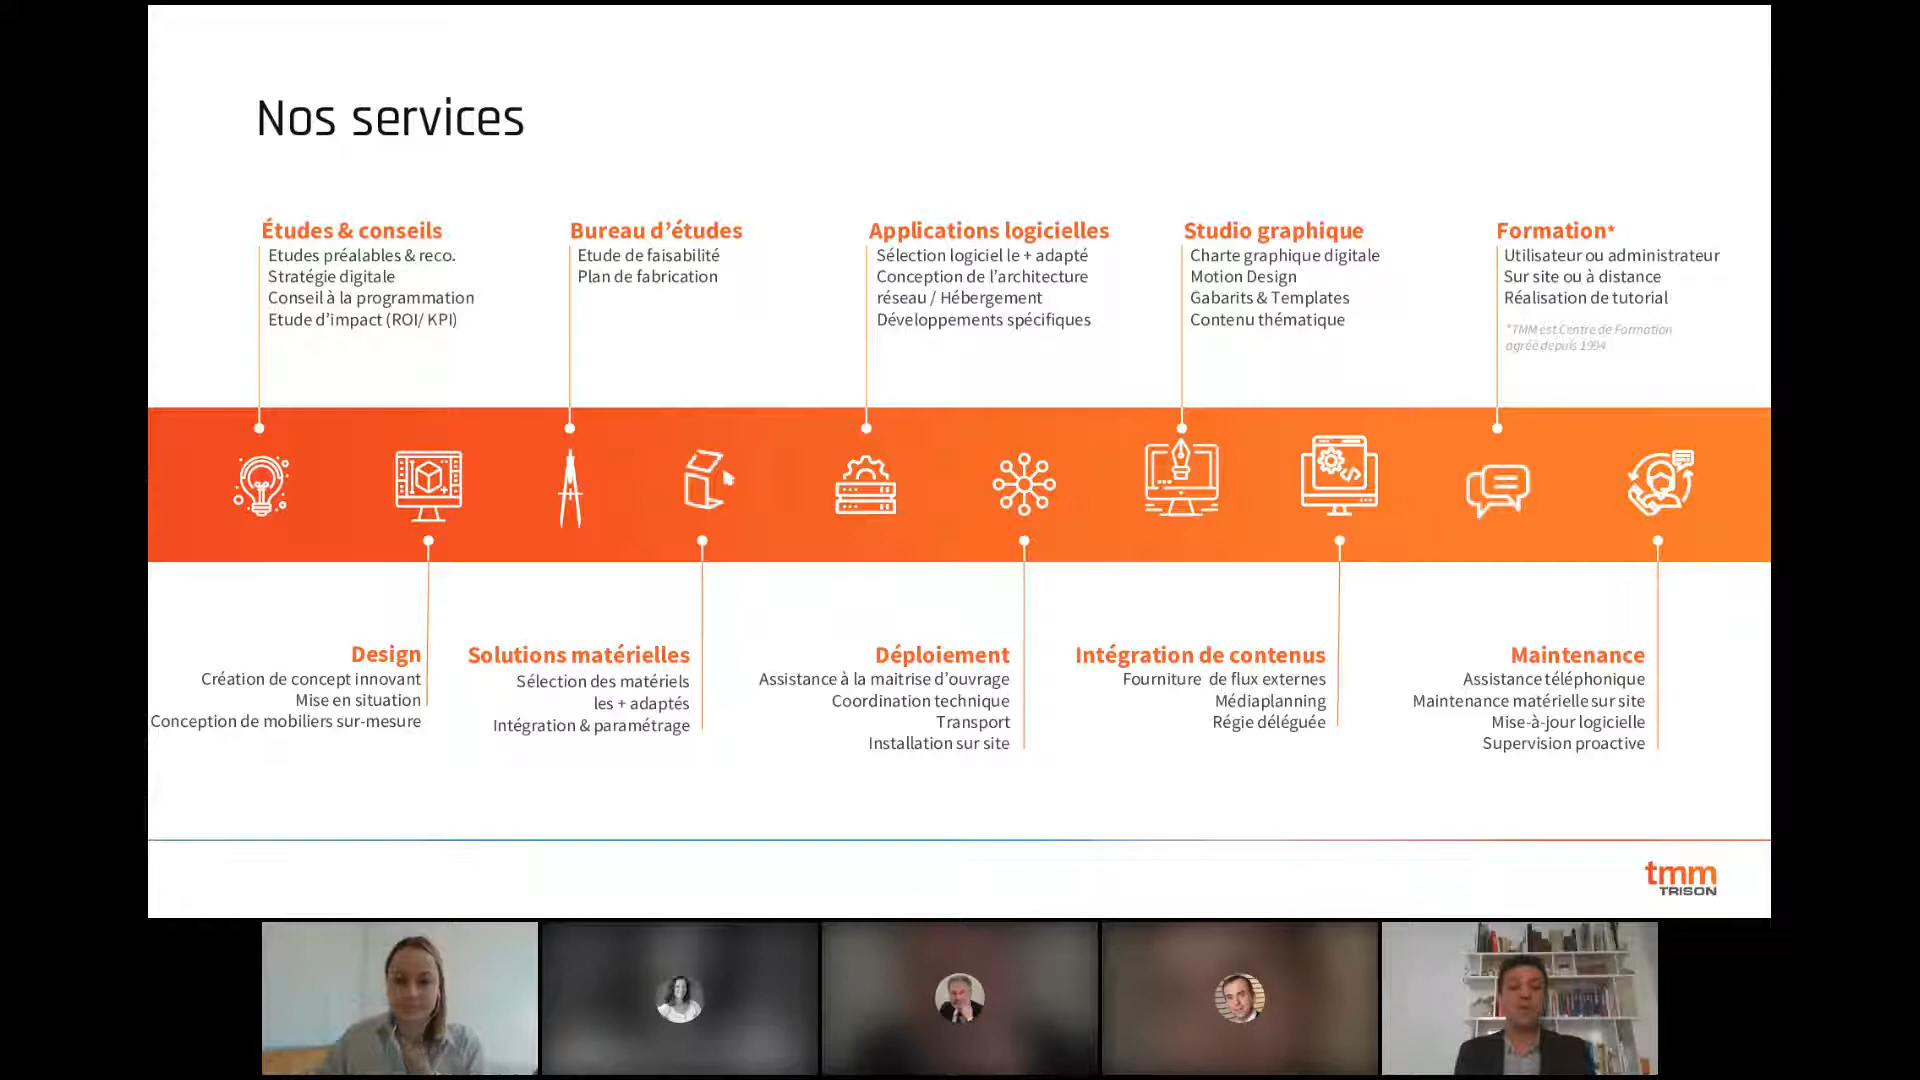 Nos services
Études & conseils
Etudes préalables & reco.
Stratégie digitale
Conseil à la programmation
Etude d'impact (ROI/ KPI)
Bureau d'études
Etude de faisabilité
Plan de fabrication
Applications logicielles
Sélection logiciel le + adapté
Conception de l'architecture
réseau / Hébergement
Développements spécifiques
Studio graphique
Charte graphique digitale
Motion Design
Gabarits & Templates
Contenu thématique
Formation*
Utilisateur ou administrateur
Sur site ou à distance
Réalisation de tutorial
*TMM est Centre de Formation
agréé depuis 1994
Design
Création de concept innovant
Mise en situation
Conception de mobiliers sur-mesure
Solutions matérielles
Sélection des matériels
les + adaptés
Intégration & paramétrage
Déploiement
Assistance à la maitrise d'ouvrage
Coordination technique
Transport
Installation sur site
Intégration de contenus
Fourniture de flux externes
Médiaplanning
Régie déléguée
Maintenance
Assistance téléphonique
Maintenance matérielle sur site
Mise-à-jour logicielle
Supervision proactive
tmm
TRISON